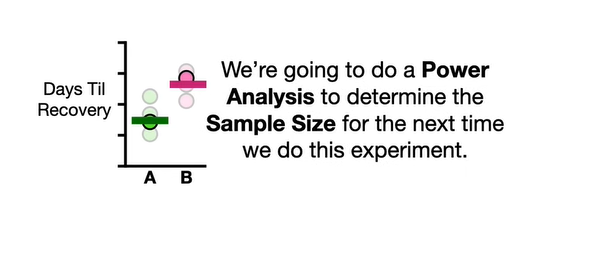 Days Til
Recovery
A B
We're going to do a Power
Analysis to determine the
Sample Size for the next time
we do this experiment.